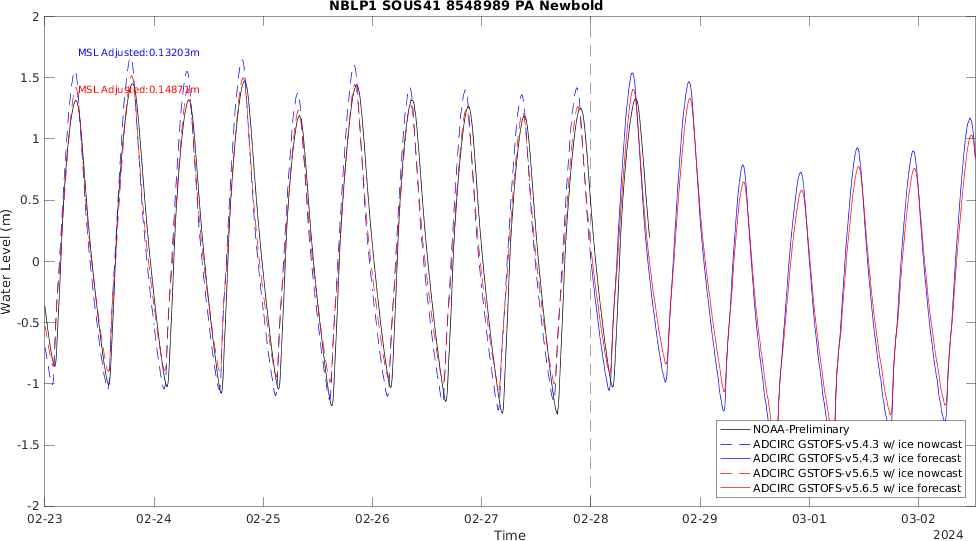 NBLP1 SOUS41 8548989 PA Newbold
2
1.5
1
0.5
0
-0.5
-1
-1.5
-2
Water Level (m)
MSL Adjusted:0.13203m
MSL Adjusted:0.14873m
NOAA-Preliminary
ADCIRC GSTOFS-v5.4.3 w/ ice nowcast
ADCIRC GSTOFS-v5.4.3 w/ ice forecast
ADCIRC GSTOFS-v5.6.5 w/ ice nowcast
ADCIRC GSTOFS-v5.6.5 w/ ice forecast
02-23 02-24 02-25 02-26 02-27 02-28 02-29 03-01 03-02
Time
2024